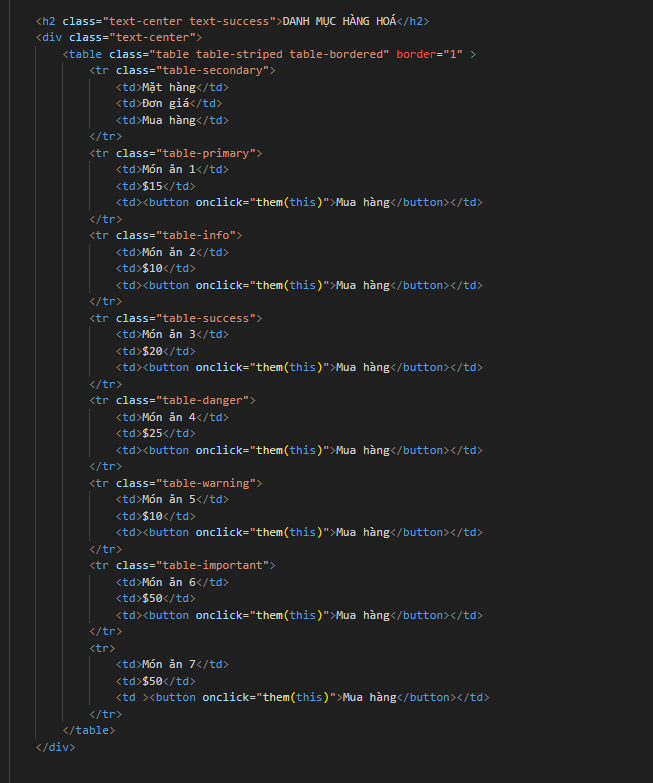 <h2 class="text-center text-success">DANH MỤC HÀNG HOÁ</h2>
<div class="text-center">
<table class="table table-striped table-bordered" border="1" >
<tr class="table-secondary">
<td>Mặt hàng</td>
<td>Đơn giá</td>
<td>Mua hàng</td>
</tr>
<tr class="table-primary">
<td>Món ăn 1</td>
<td>$15</td>
<td><button onclick="them(this)">Mua hàng</button></td>
</tr>
<tr class="table-info">
<td>Món ăn 2</td>
<td>$10</td>
<td><button onclick="them(this)">Mua hàng</button></td>
</tr>
<tr class="table-success">
<td>Món ăn 3</td>
<td>$20</td>
<td><button onclick="them(this)">Mua hàng</button></td>
</tr>
<tr class="table-danger">
<td>Món ăn 4</td>
<td>$25</td>
<td><button onclick="them(this)">Mua hàng</button></td>
</tr>
<tr class="table-warning">
<td>Món ăn 5</td>
<td>$10</td>
<td><button onclick="them(this)">Mua hàng</button></td>
</tr>
<tr class="table-important">
<td>Món ăn 6</td>
<td>$50</td>
<td><button onclick="them(this)">Mua hàng</button></td>
</tr>
<tr>
<td>Món ăn 7</td>
<td>$50</td>
<td ><button onclick="them(this)">Mua hàng</button></td>
</tr>
</table>
</div>